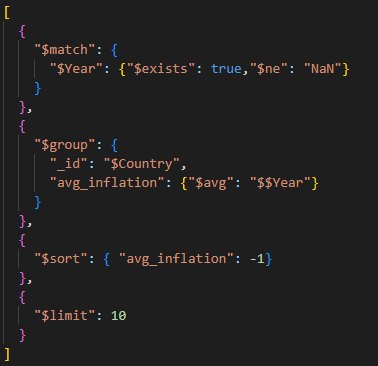 [
  {
    "$match": {
      "$Year": {"$exists": true,"$ne": "NaN"}
    }
  },
  {
    "$group": {
      "_id": "$Country",
      "avg_inflation": {"$avg": "$$Year"}
    }
  },
  {
    "$sort": { "avg_inflation": -1}
  },
  {
    "$limit": 10
  }
]